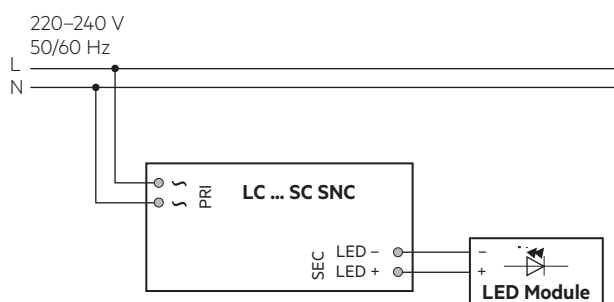 220–240 V
50/60 Hz
L
N
~ PRI
~
LC ... SC SNC
SEC
LED –
LED +
–
+
LED Module